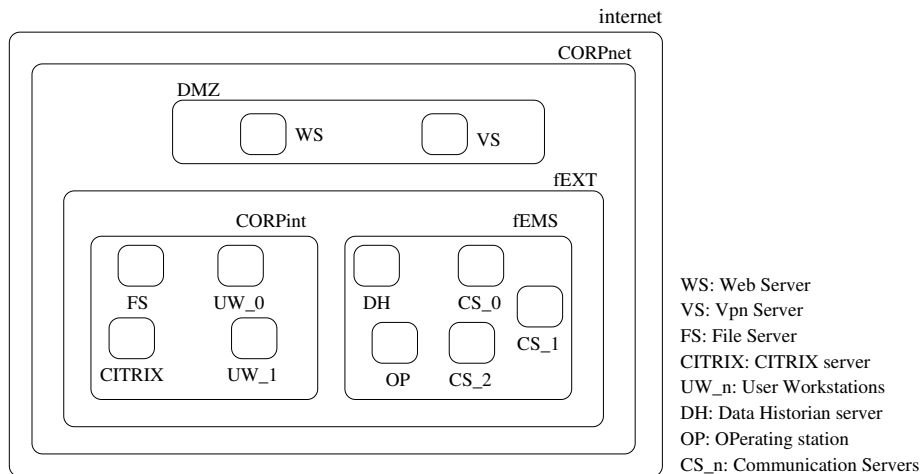 internet
CORPnet
DMZ
WS
VS
fEXT
CORPint
fEMS
FS
UW_0
DH
CS_0
CS_1
CITRIX
UW_1
OP
CS_2
WS: Web Server
VS: Vpn Server
FS: File Server
CITRIX: CITRIX server
UW_n: User Workstations
DH: Data Historian server
OP: OPerating station
CS_n: Communication Servers